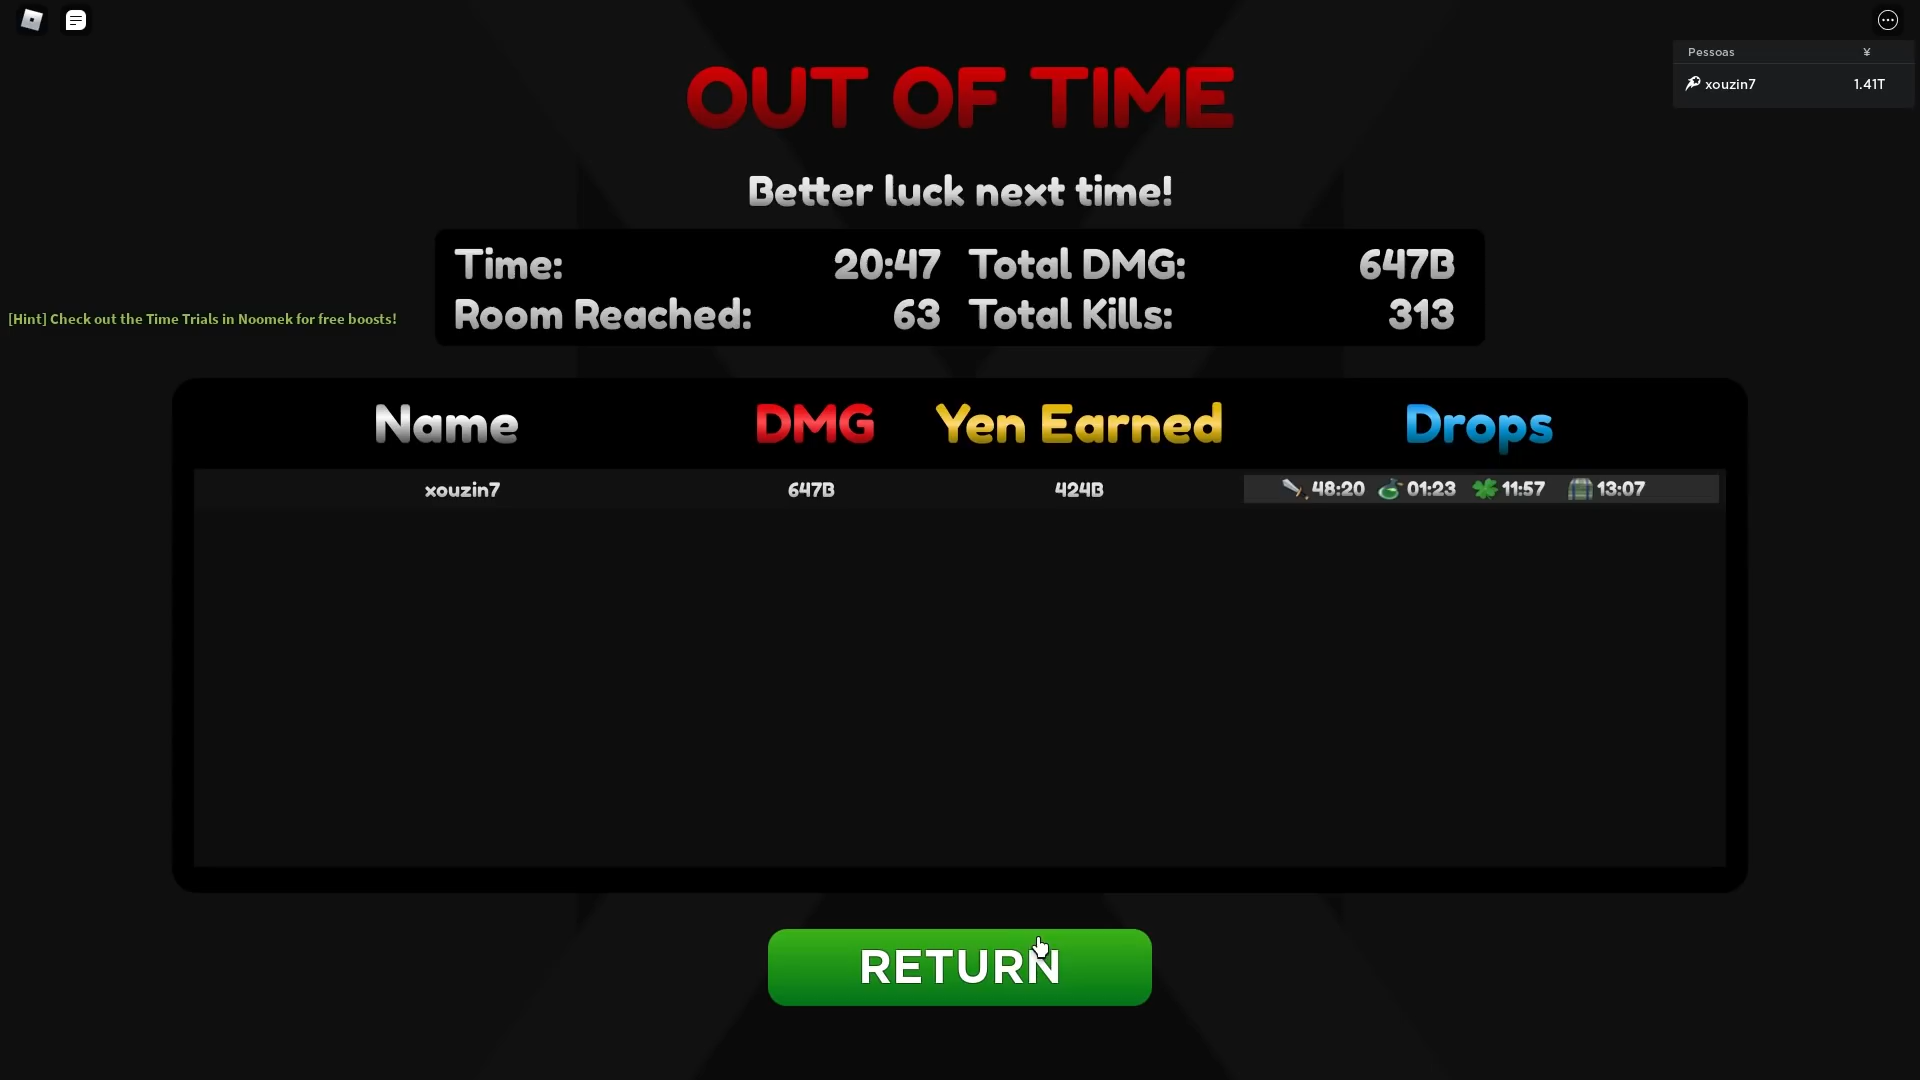 Pessoas ¥
xouzin7 1.41T
OUT OF TIME
Better luck next time!
Time: 20:47 Total DMG: 647B
Room Reached: 63 Total Kills: 313
[Hint] Check out the Time Trials in Noomek for free boosts!
Name DMG Yen Earned Drops
xouzin7 647B 424B 48:20 01:23 11:57 13:07
RETURN